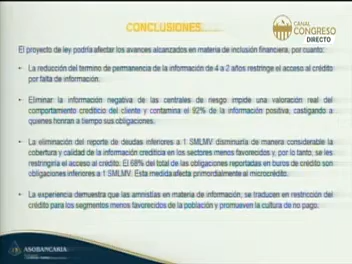 CANAL
CONGRESO
DIRECTO
CONCLUSIONES......
El proyecto de ley podría afectar los avances alcanzados en materia de inclusión financiera, por cuanto:
• La reducción del termino de permanencia de la información de 4 a 2 años restringe el acceso al crédito
por falta de información.
• Eliminar la información negativa de las centrales de riesgo impide una valoración real del
comportamiento crediticio del cliente y contamina el 92% de la información positiva, castigando a
quienes honran a tiempo sus obligaciones.
• La eliminación del reporte de deudas inferiores a 1 SMLMV disminuiría de manera considerable la
cobertura y calidad de la información crediticia en los sectores menos favorecidos y, por lo tanto, se les
restringiría el acceso al crédito. El 68% del total de las obligaciones reportadas en buros de crédito son
obligaciones inferiores a 1 SMLMV. Esta medida afecta primordialmente al microcrédito.
• La experiencia demuestra que las amnistías en materia de información, se traducen en restricción del
crédito para los segmentos menos favorecidos de la población y promueven la cultura de no pago.
ASOBANCARIA